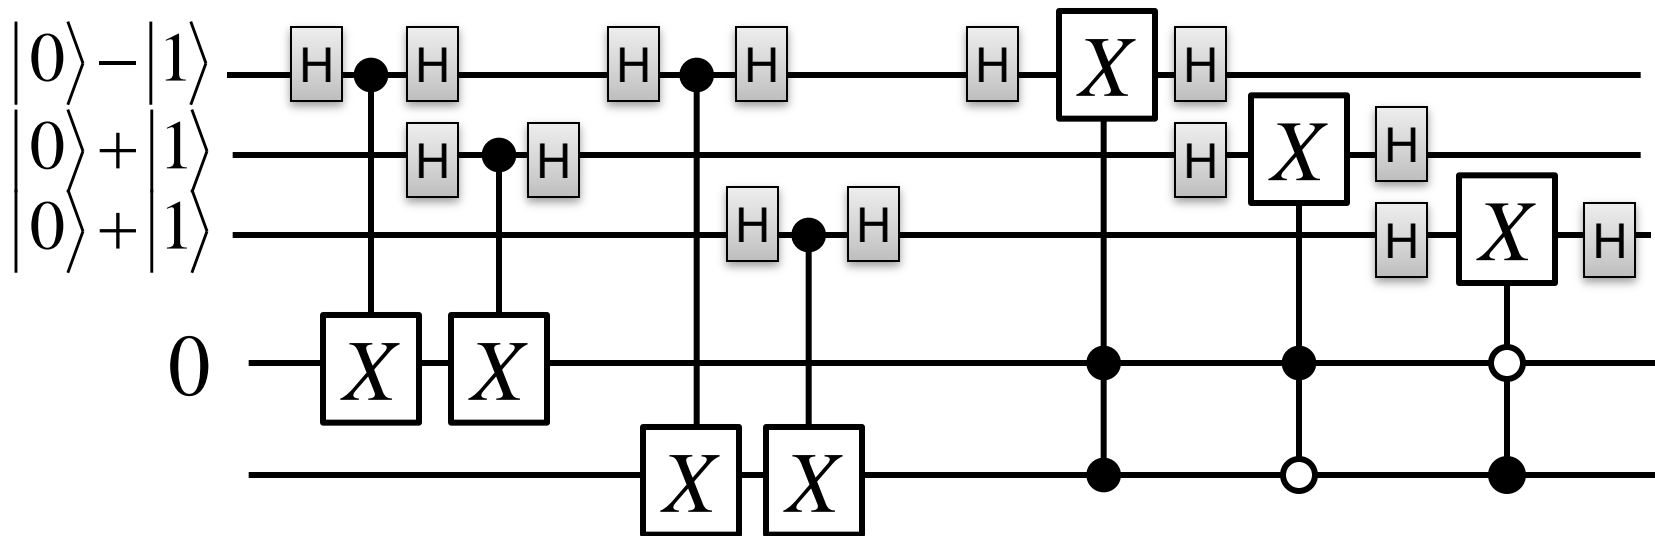 |0⟩−|1⟩ H H H H H X H
|0⟩+|1⟩ H H H X H
|0⟩+|1⟩ H H H X H
0 X X
X X